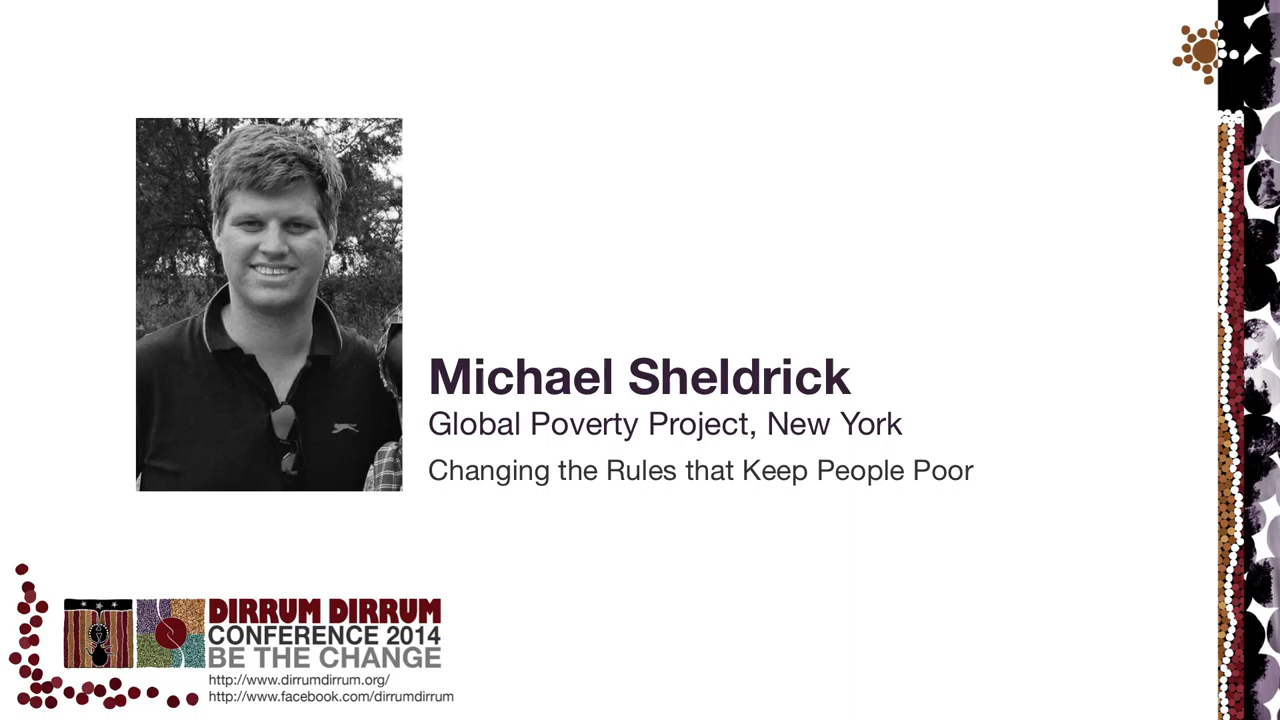 Michael Sheldrick
Global Poverty Project, New York
Changing the Rules that Keep People Poor
DIRRUM DIRRUM
CONFERENCE 2014
BE THE CHANGE
http://www.dirrumdirrum.org/
http://www.facebook.com/dirrumdirrum